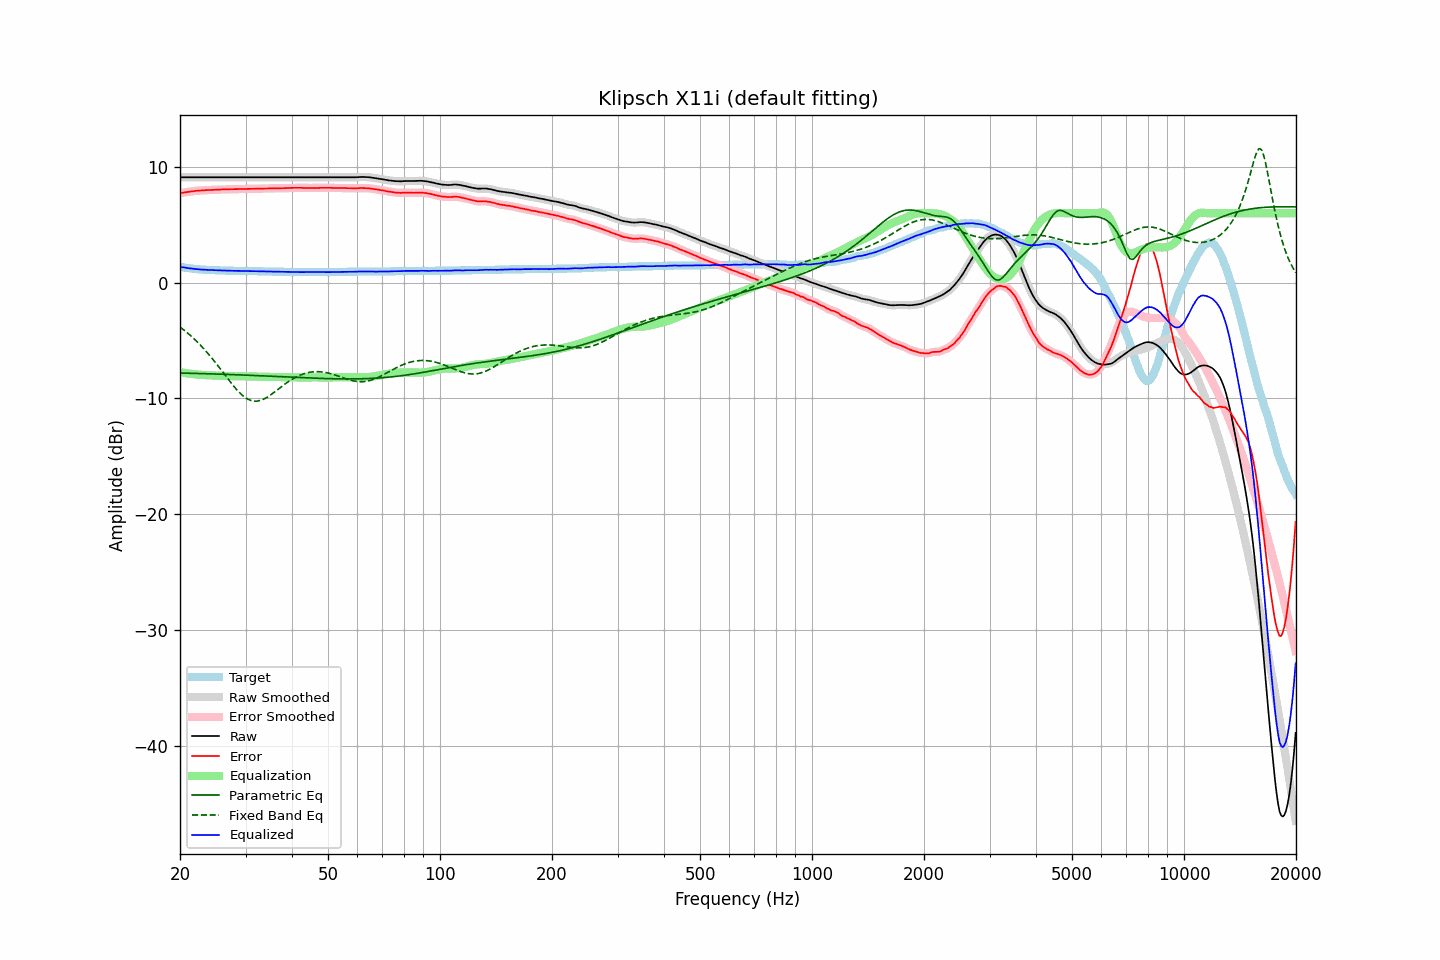 Klipsch X11i (default fitting)
Amplitude (dBr)
10
0
−10
−20
−30
−40
Target
Raw Smoothed
Error Smoothed
Raw
Error
Equalization
Parametric Eq
Fixed Band Eq
Equalized
20 50 100 200 500 1000 2000 5000 10000 20000
Frequency (Hz)